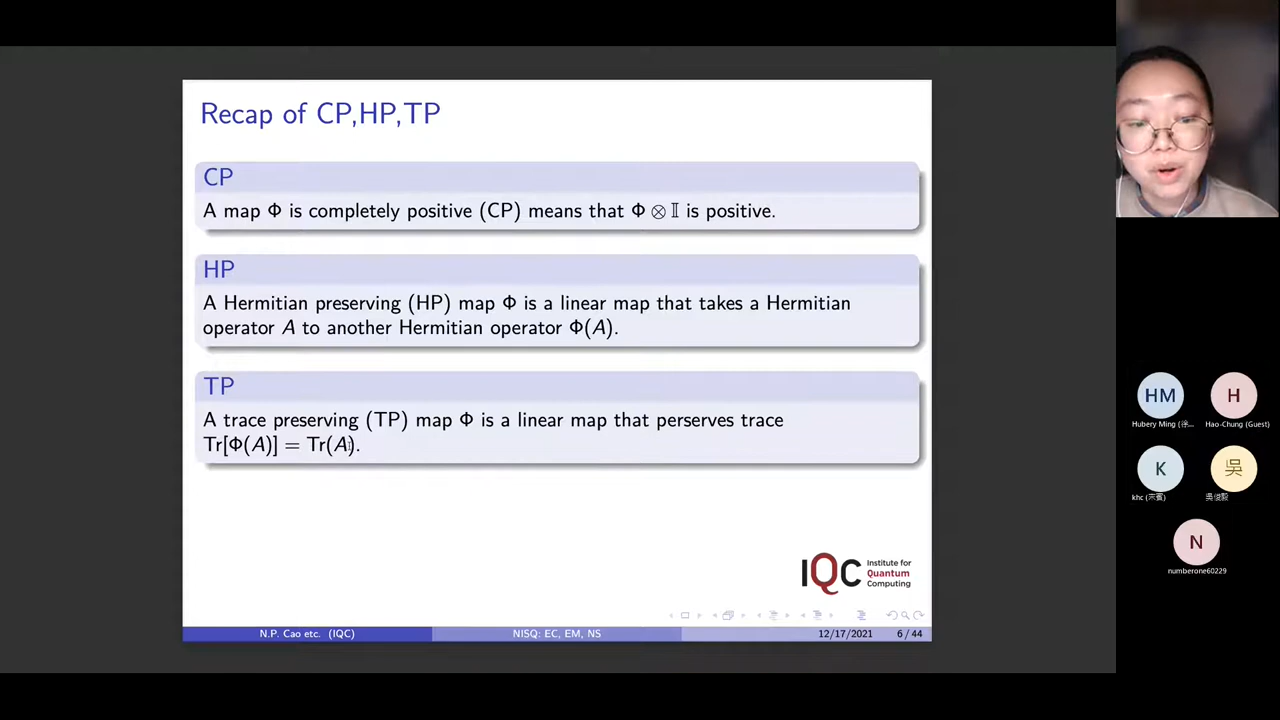 Recap of CP,HP,TP
CP
A map Φ is completely positive (CP) means that Φ ⊗ 𝕀 is positive.
HP
A Hermitian preserving (HP) map Φ is a linear map that takes a Hermitian
operator A to another Hermitian operator Φ(A).
TP
A trace preserving (TP) map Φ is a linear map that perserves trace
Tr[Φ(A)] = Tr(A).
IQC
Institute for
Quantum
Computing
N.P. Cao etc. (IQC)
NISQ: EC, EM, NS
12/17/2021
6 / 44
HM
H
Hubery Ming (徐...
Hao-Chung (Guest)
K
吳
khc (宋賓)
N
numberone60229